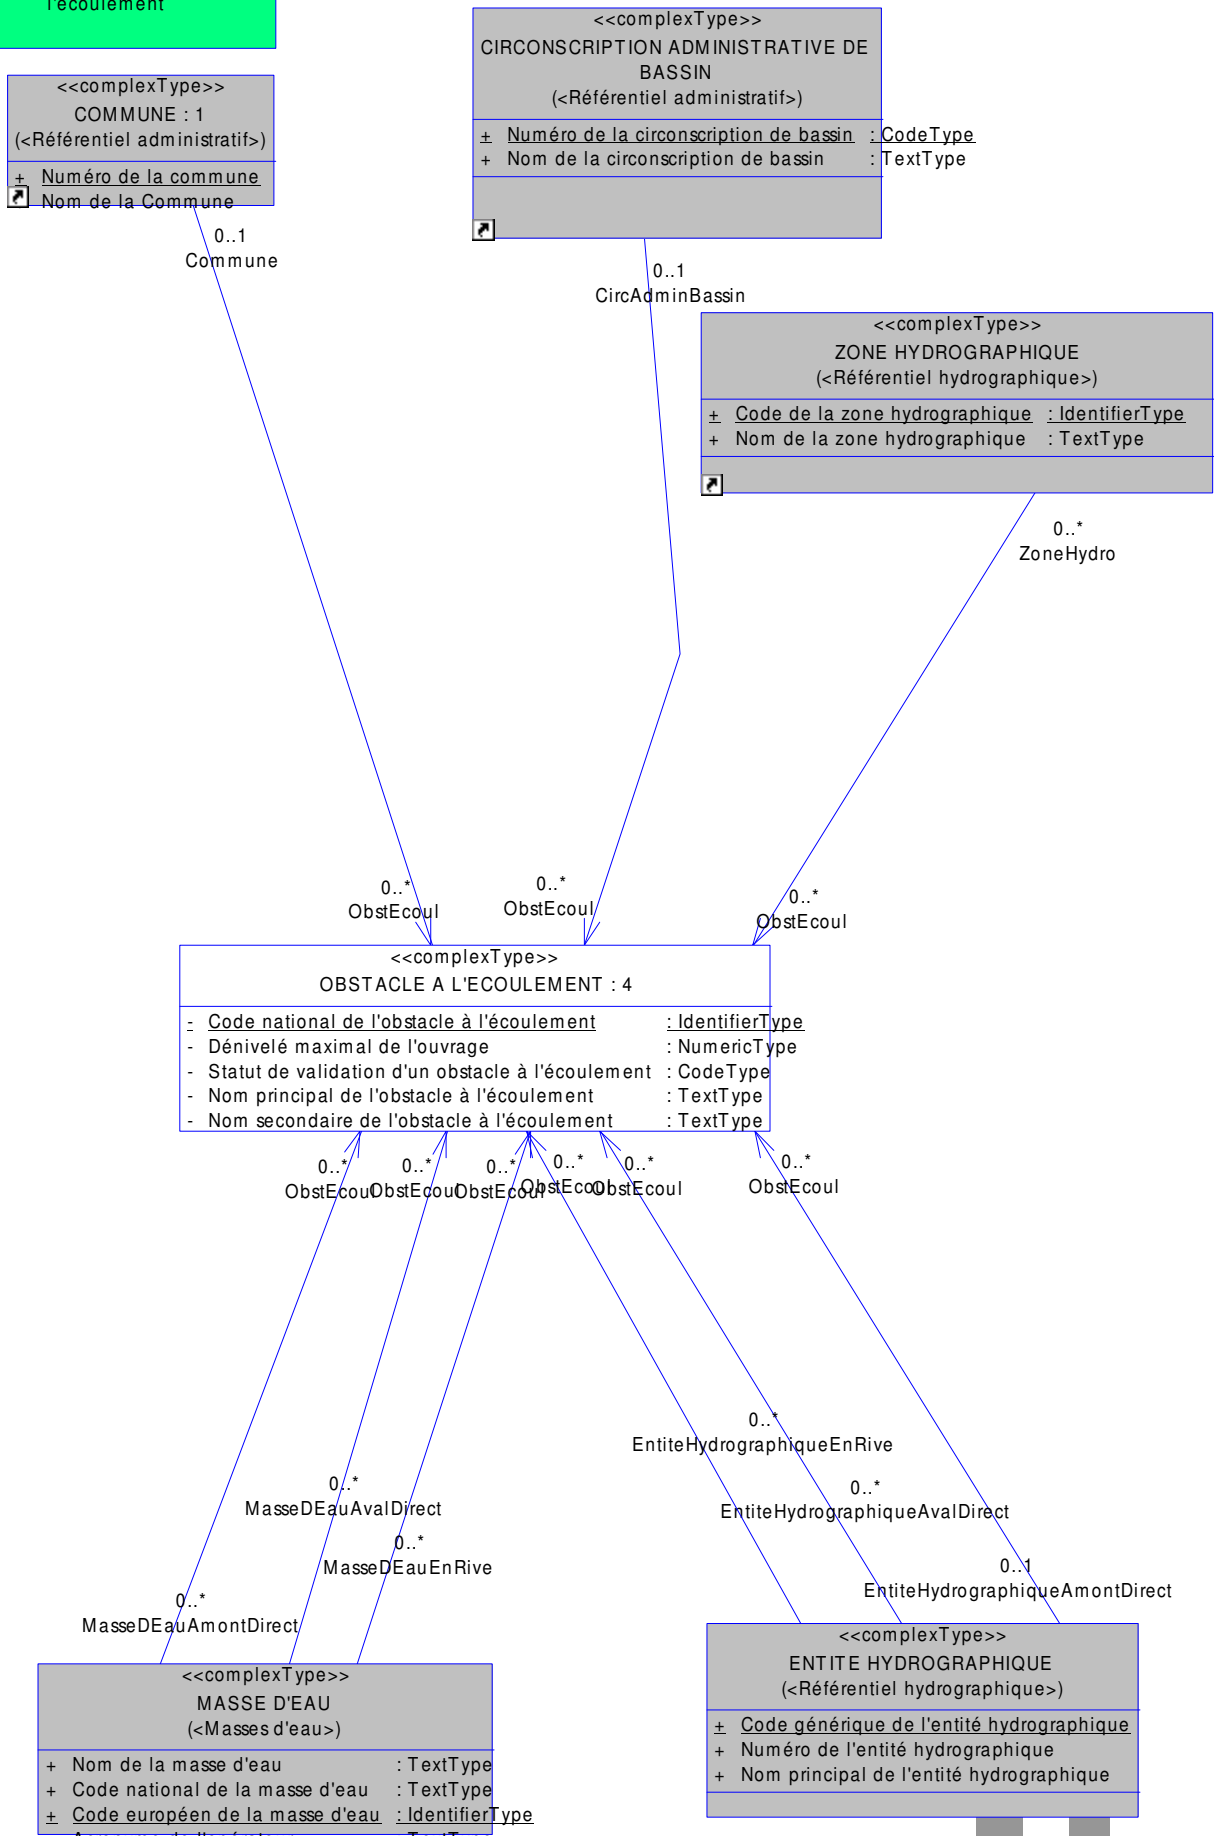 l'écoulement
<<complexType>>
COMMUNE : 1
(<Référentiel administratif>)
+ Numéro de la commune
Nom de la Commune
<<complexType>>
CIRCONSCRIPTION ADMINISTRATIVE DE
BASSIN
(<Référentiel administratif>)
+ Numéro de la circonscription de bassin : CodeType
+ Nom de la circonscription de bassin : TextType
0..1
Commune
0..1
CircAdminBassin
<<complexType>>
ZONE HYDROGRAPHIQUE
(<Référentiel hydrographique>)
+ Code de la zone hydrographique : IdentifierType
+ Nom de la zone hydrographique : TextType
0..*
ZoneHydro
0..*
ObstEcoul
0..*
ObstEcoul
0..*
ObstEcoul
<<complexType>>
OBSTACLE A L'ECOULEMENT : 4
- Code national de l'obstacle à l'écoulement : IdentifierType
- Dénivelé maximal de l'ouvrage : NumericType
- Statut de validation d'un obstacle à l'écoulement : CodeType
- Nom principal de l'obstacle à l'écoulement : TextType
- Nom secondaire de l'obstacle à l'écoulement : TextType
0..*
ObstEcoul
0..*
ObstEcoul
0..*
ObstEcoul
0..*
ObstEcoul
0..*
ObstEcoul
0..*
ObstEcoul
0..*
EntiteHydrographiqueEnRive
0..*
MasseDEauAvalDirect
0..*
EntiteHydrographiqueAvalDirect
0..*
MasseDEauEnRive
0..1
EntiteHydrographiqueAmontDirect
0..*
MasseDEauAmontDirect
<<complexType>>
MASSE D'EAU
(<Masses d'eau>)
+ Nom de la masse d'eau : TextType
+ Code national de la masse d'eau : TextType
+ Code européen de la masse d'eau : IdentifierType
<<complexType>>
ENTITE HYDROGRAPHIQUE
(<Référentiel hydrographique>)
+ Code générique de l'entité hydrographique
+ Numéro de l'entité hydrographique
+ Nom principal de l'entité hydrographique